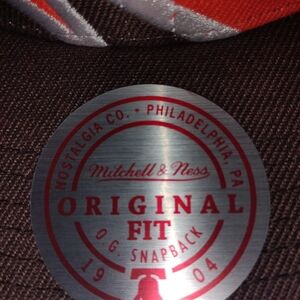 NOSTALGIA CO. • PHILADELPHIA, PA
Mitchell & Ness
ORIGINAL
FIT
O.G. SNAPBACK
19 04